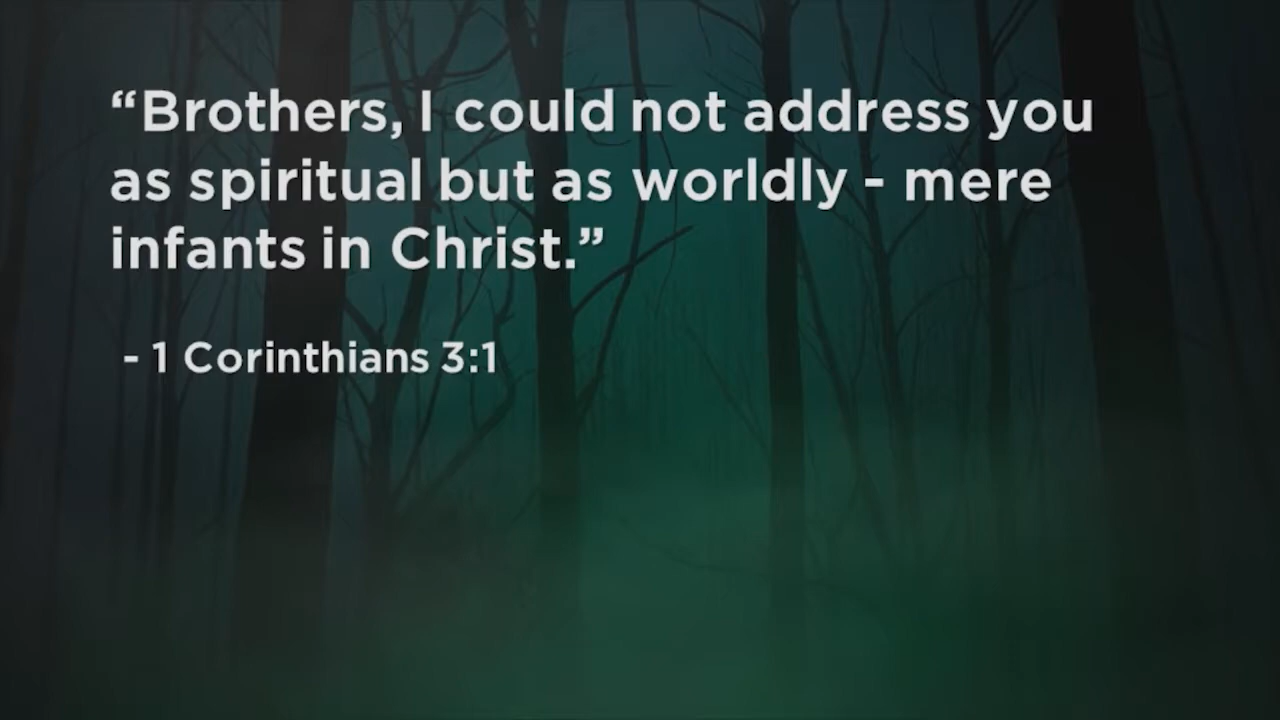 “Brothers, I could not address you
as spiritual but as worldly - mere
infants in Christ.”
- 1 Corinthians 3:1